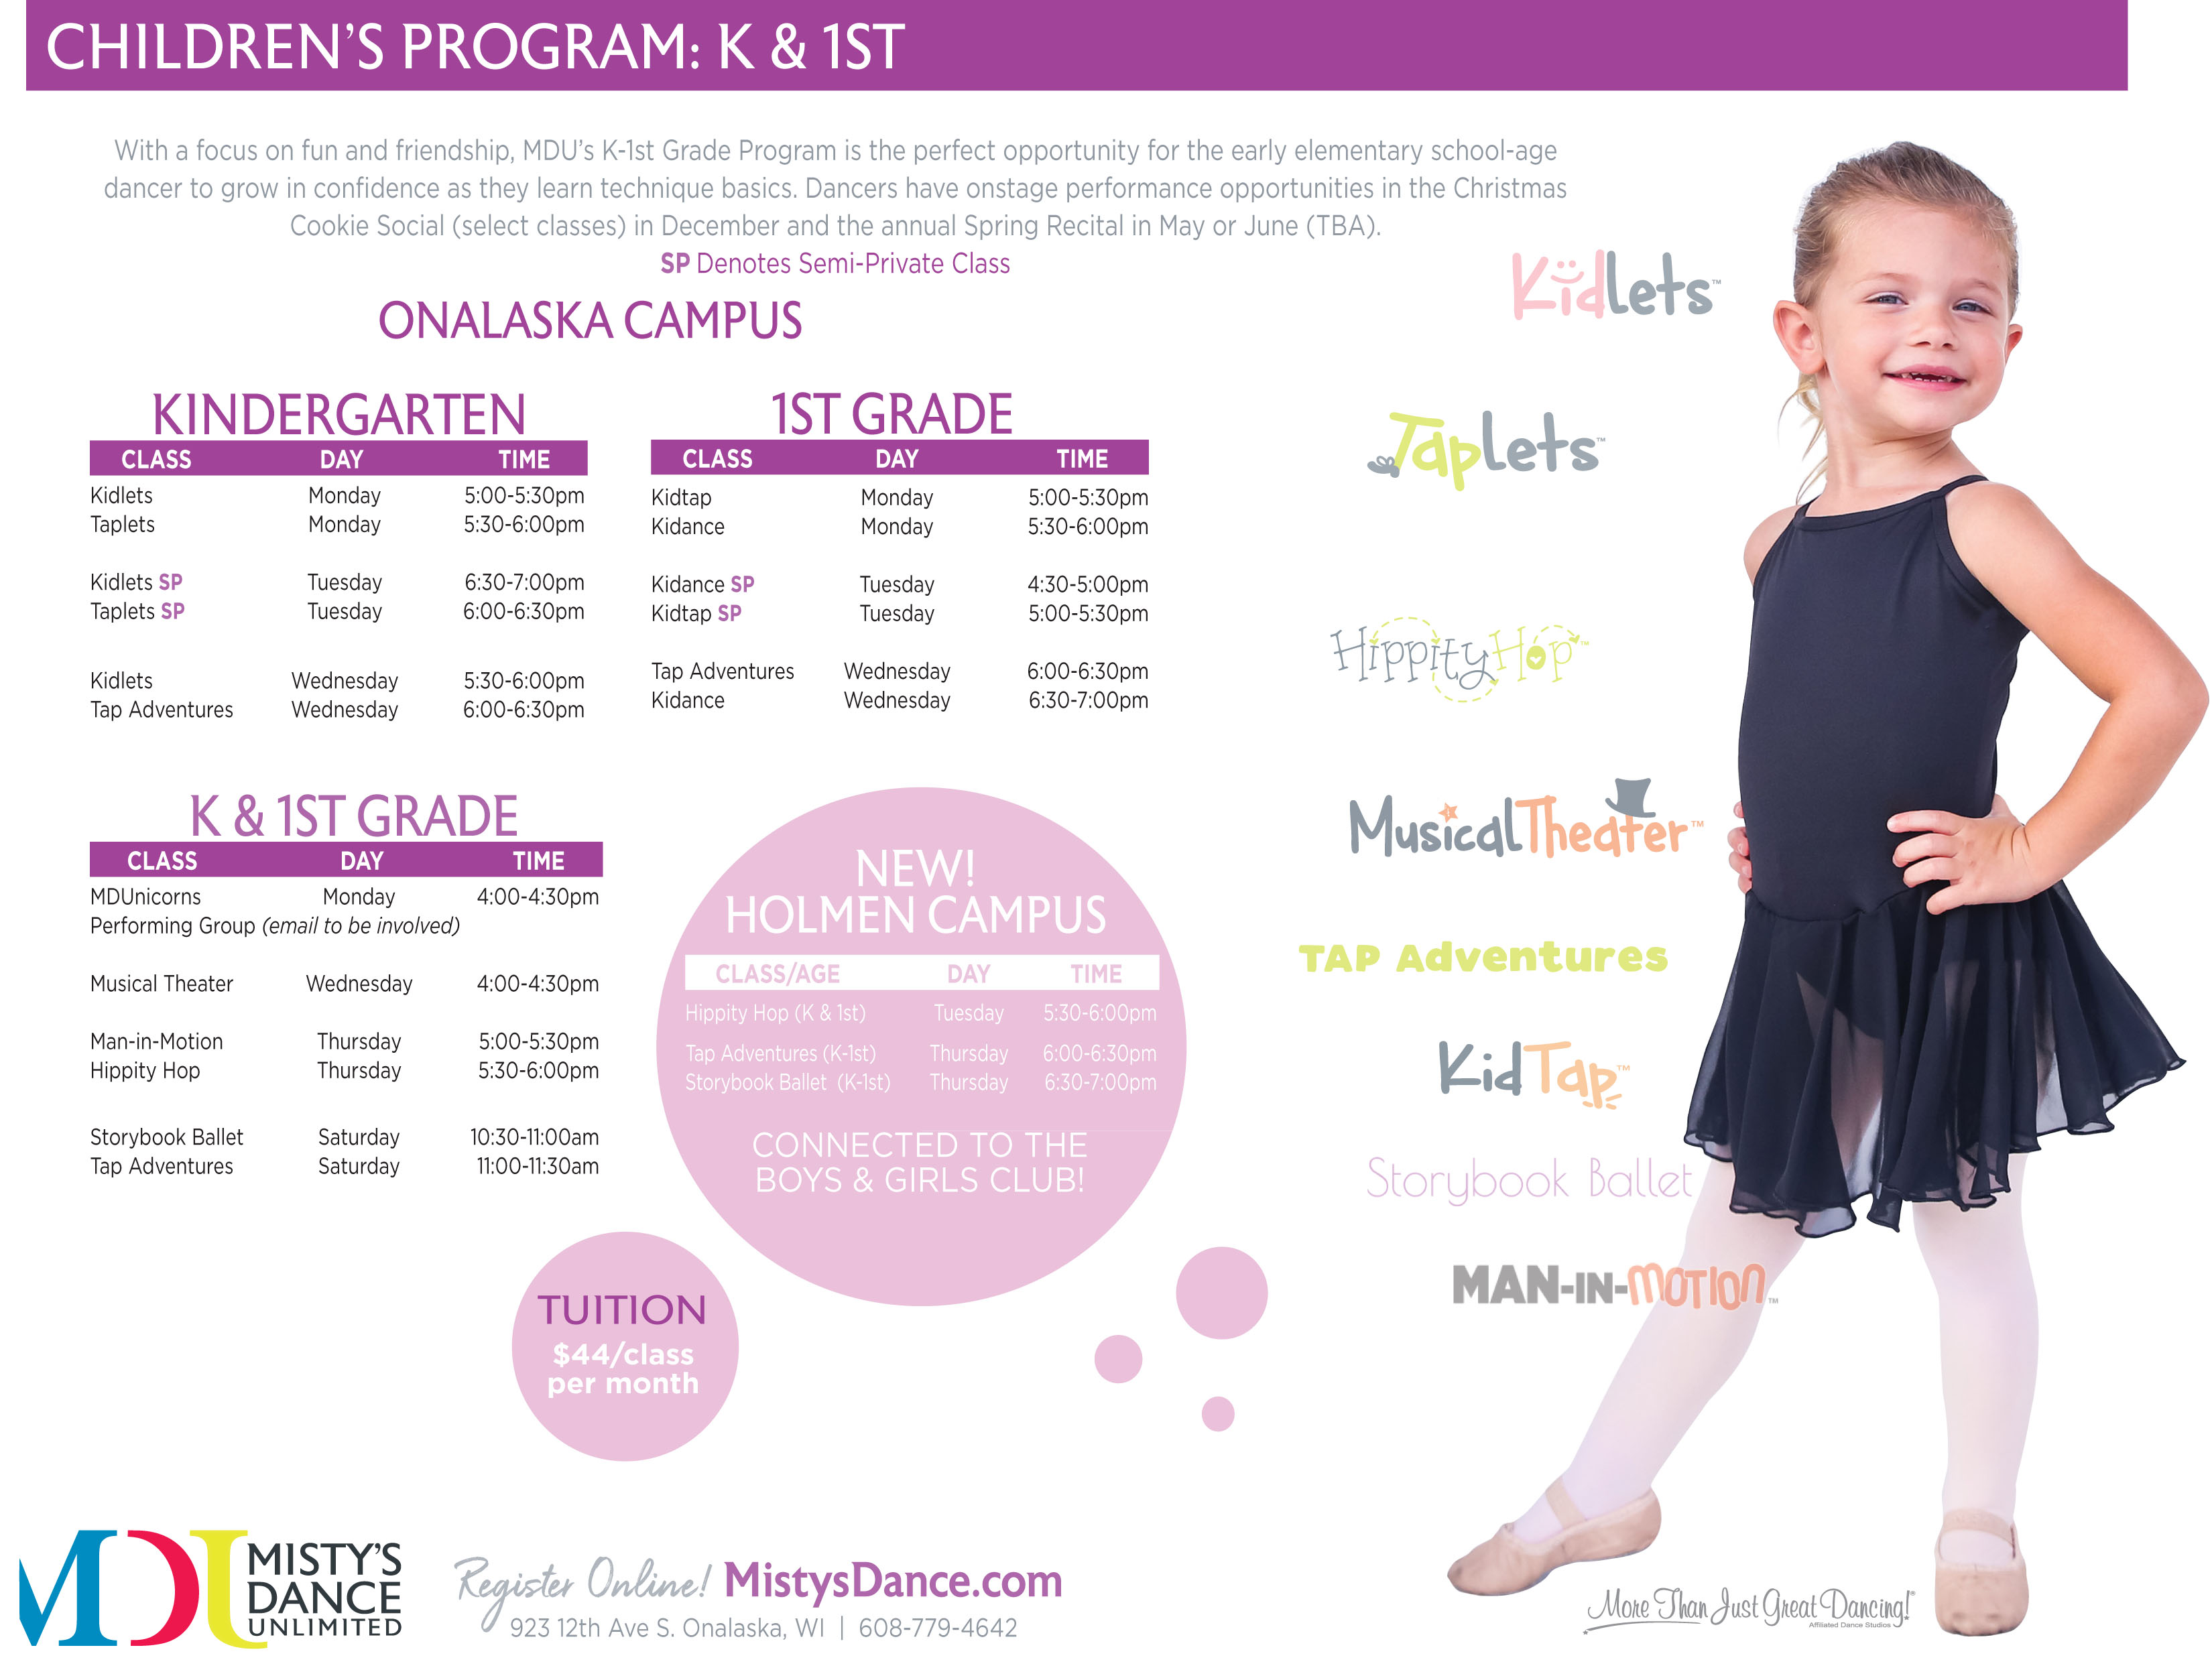 CHILDREN'S PROGRAM: K & 1ST
With a focus on fun and friendship, MDU's K-1st Grade Program is the perfect opportunity for the early elementary school-age
dancer to grow in confidence as they learn technique basics. Dancers have onstage performance opportunities in the Christmas
Cookie Social (select classes) in December and the annual Spring Recital in May or June (TBA).
SP Denotes Semi-Private Class
ONALASKA CAMPUS
KINDERGARTEN
CLASS DAY TIME
Kidlets Monday 5:00-5:30pm
Taplets Monday 5:30-6:00pm
Kidlets SP Tuesday 6:30-7:00pm
Taplets SP Tuesday 6:00-6:30pm
Kidlets Wednesday 5:30-6:00pm
Tap Adventures Wednesday 6:00-6:30pm
1ST GRADE
CLASS DAY TIME
Kidtap Monday 5:00-5:30pm
Kidance Monday 5:30-6:00pm
Kidance SP Tuesday 4:30-5:00pm
Kidtap SP Tuesday 5:00-5:30pm
Tap Adventures Wednesday 6:00-6:30pm
Kidance Wednesday 6:30-7:00pm
K & 1ST GRADE
CLASS DAY TIME
MDUnicorns Monday 4:00-4:30pm
Performing Group (email to be involved)
Musical Theater Wednesday 4:00-4:30pm
Man-in-Motion Thursday 5:00-5:30pm
Hippity Hop Thursday 5:30-6:00pm
Storybook Ballet Saturday 10:30-11:00am
Tap Adventures Saturday 11:00-11:30am
NEW!
HOLMEN CAMPUS
CLASS/AGE DAY TIME
Hippity Hop (K & 1st) Tuesday 5:30-6:00pm
Tap Adventures (K-1st) Thursday 6:00-6:30pm
Storybook Ballet (K-1st) Thursday 6:30-7:00pm
CONNECTED TO THE
BOYS & GIRLS CLUB!
TUITION
$44/class
per month
Kidlets™
Taplets™
HippityHop™
MusicalTheater™
TAP Adventures
KidTap™
Storybook Ballet
MAN-IN-MOTION™
MDU
MISTY'S
DANCE
UNLIMITED
Register Online! MistysDance.com
923 12th Ave S. Onalaska, WI | 608-779-4642
More Than Just Great Dancing!®
Affiliated Dance Studios